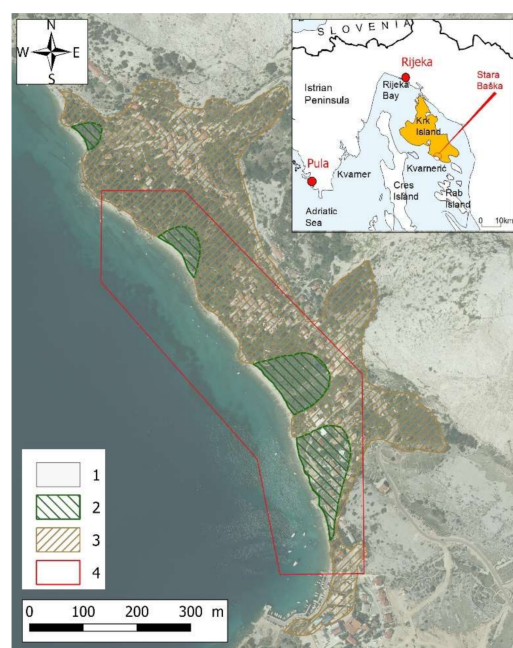 N
W E
S
SLOVENIA
Rijeka
Rijeka
Bay
Stara
Baška
Istrian
Peninsula
Krk
Island
Pula
Kvarner
Kvarnerić
Cres
Island
Rab
Island
Adriatic
Sea
0 10km
1
2
3
4
0 100 200 300 m